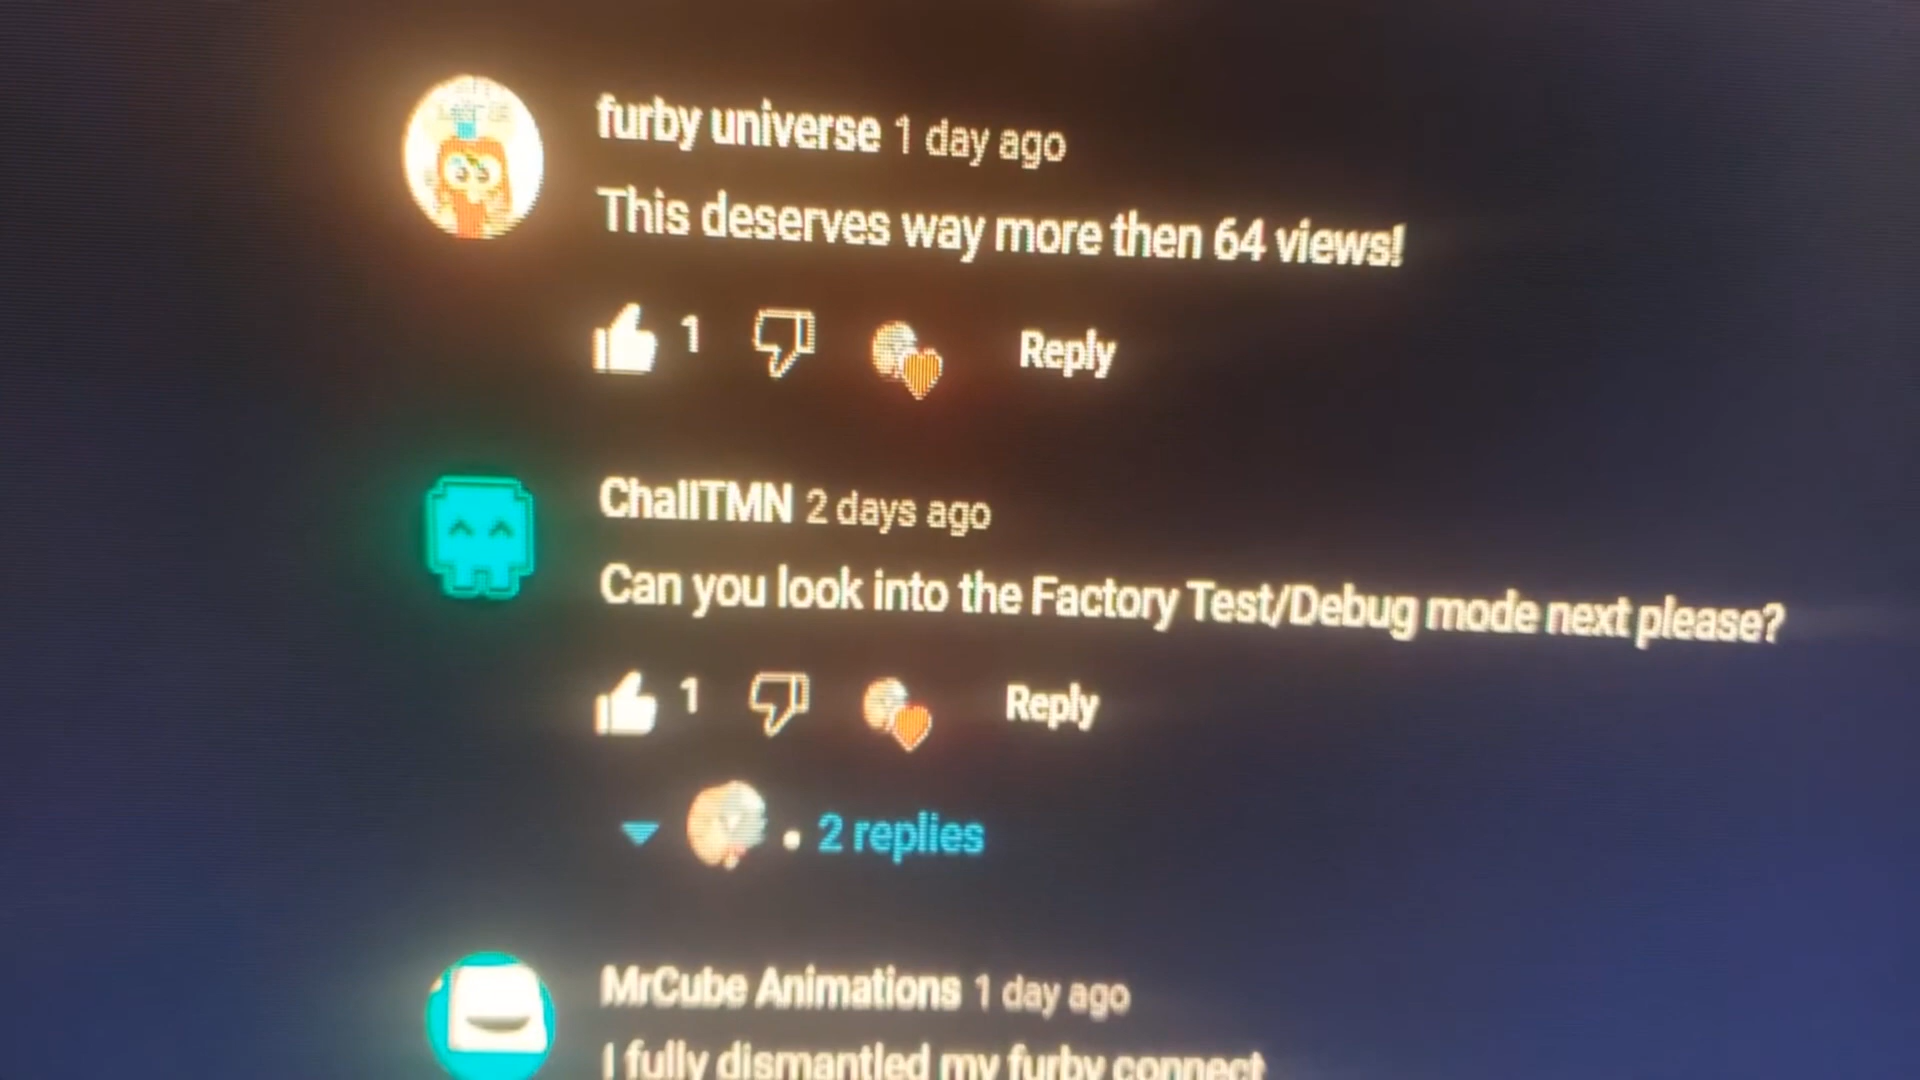 furby universe 1 day ago
This deserves way more then 64 views!
1 Reply
ChallTMN 2 days ago
Can you look into the Factory Test/Debug mode next please?
1 Reply
• 2 replies
MrCube Animations 1 day ago
I fully dismantled my furby connect